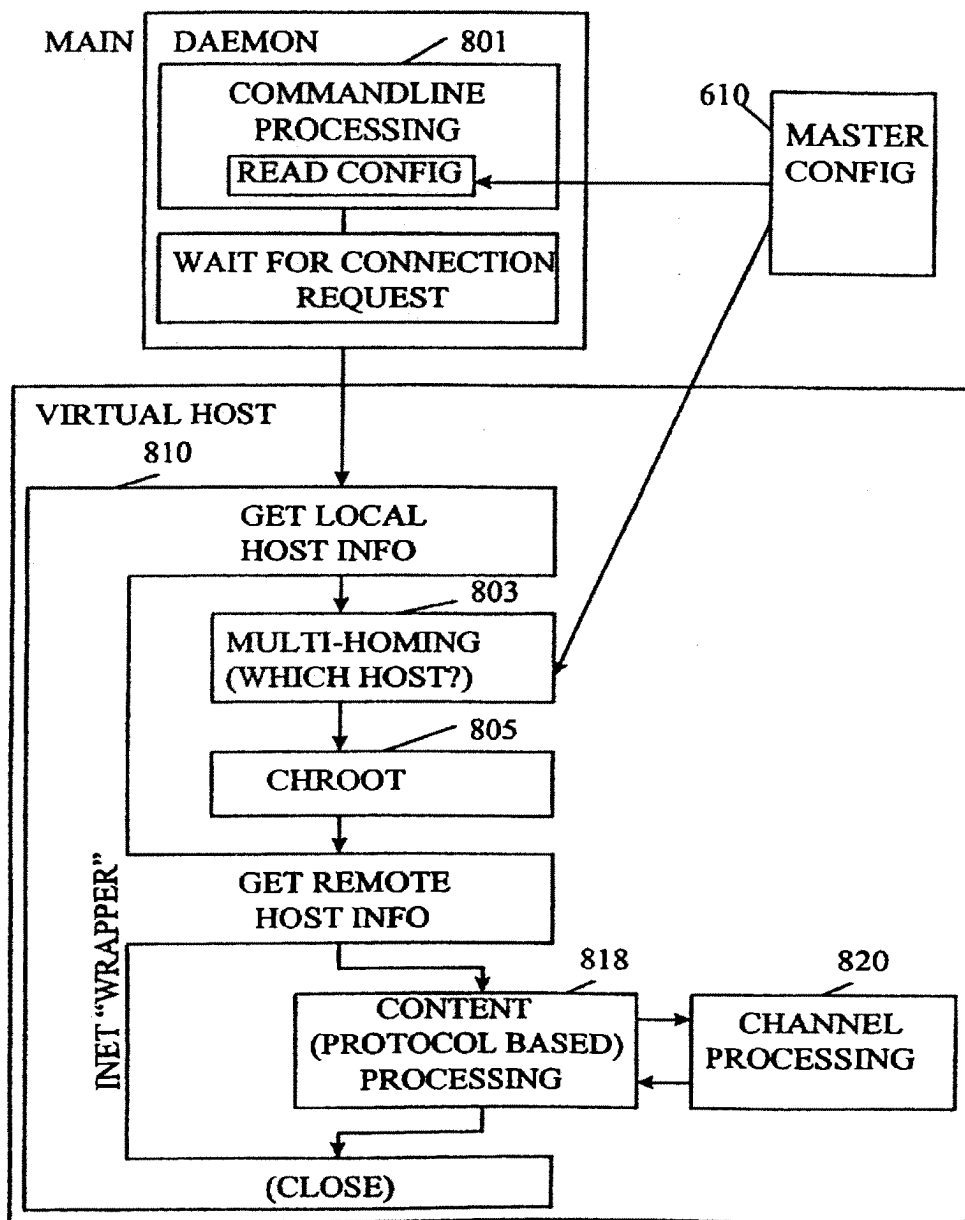 MAIN
DAEMON
801
COMMANDLINE
PROCESSING
READ CONFIG
610
MASTER
CONFIG
WAIT FOR CONNECTION
REQUEST
VIRTUAL HOST
810
GET LOCAL
HOST INFO
803
MULTI-HOMING
(WHICH HOST?)
805
CHROOT
GET REMOTE
HOST INFO
INET “WRAPPER”
818
CONTENT
(PROTOCOL BASED)
PROCESSING
820
CHANNEL
PROCESSING
(CLOSE)